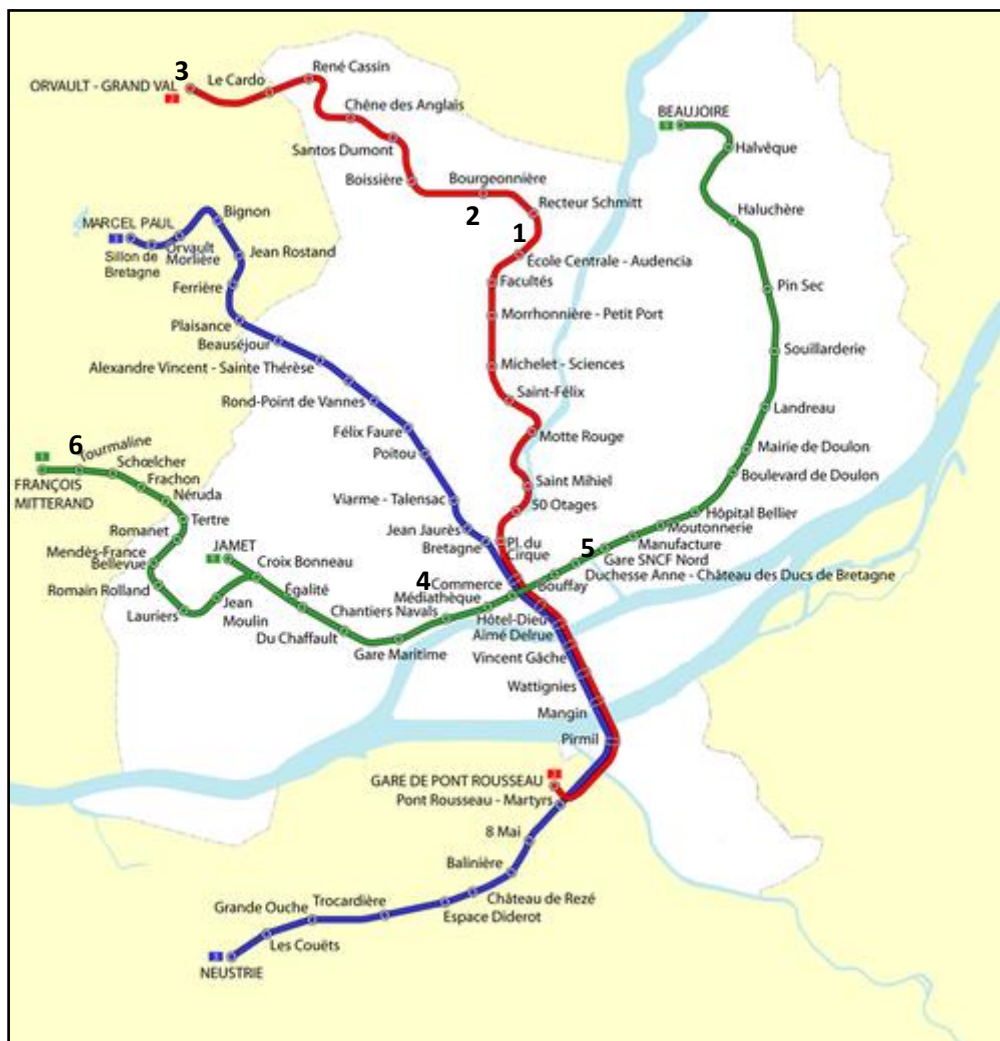 3
ORVAULT - GRAND VAL
2
Le Cardo
René Cassin
Chêne des Anglais
Santos Dumont
Boissière
Bourgeonnière
2
Recteur Schmitt
1
École Centrale - Audencia
Facultés
Morrhonnière - Petit Port
Michelet - Sciences
Saint-Félix
Motte Rouge
Saint Mihiel
50 Otages
Pl. du
Cirque
BEAUJOIRE
1
Halvêque
Haluchère
Pin Sec
Souillarderie
Landreau
Mairie de Doulon
Boulevard de Doulon
Hôpital Bellier
Moutonnerie
Manufacture
5
Gare SNCF Nord
Duchesse Anne - Château des Ducs de Bretagne
Bouffay
MARCEL PAUL
3
Sillon de
Bretagne
Orvault
Morlière
Bignon
Jean Rostand
Ferrière
Plaisance
Beauséjour
Alexandre Vincent - Sainte Thérèse
Rond-Point de Vannes
Félix Faure
Poitou
Viarme - Talensac
Jean Jaurès
Bretagne
6
1
FRANÇOIS
MITTERAND
Tourmaline
Schœlcher
Frachon
Néruda
Tertre
Romanet
Mendès-France
Bellevue
Romain Rolland
Lauriers
Jean
Moulin
JAMET
1
Croix Bonneau
Égalité
Du Chaffault
Gare Maritime
Chantiers Navals
Médiathèque
4
Commerce
Hôtel-Dieu
Aimé Delrue
Vincent Gâche
Wattignies
Mangin
Pirmil
2
GARE DE PONT ROUSSEAU
Pont Rousseau - Martyrs
8 Mai
Balinière
Château de Rezé
Espace Diderot
Trocardière
Grande Ouche
Les Couëts
3
NEUSTRIE